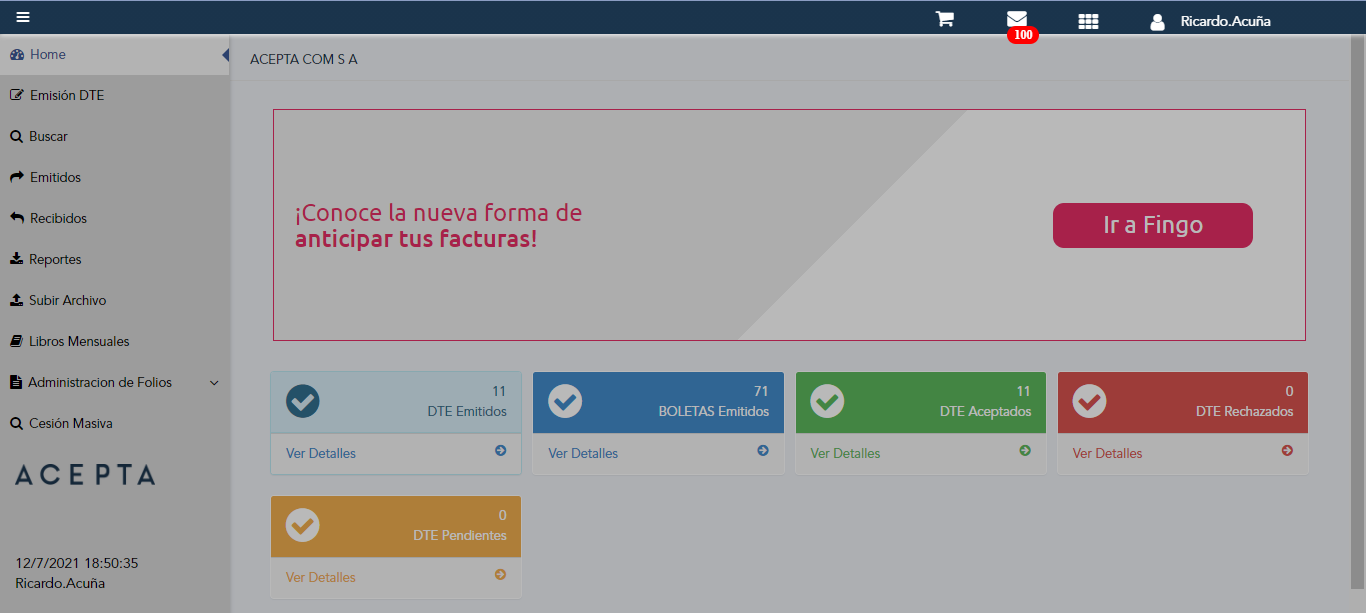 Ricardo.Acuña
100
Home
Emisión DTE
Buscar
Emitidos
Recibidos
Reportes
Subir Archivo
Libros Mensuales
Administracion de Folios
Cesión Masiva
ACEPTA
12/7/2021 18:50:35
Ricardo.Acuña
ACEPTA COM S A
¡Conoce la nueva forma de
anticipar tus facturas!
Ir a Fingo
11
DTE Emitidos
Ver Detalles
71
BOLETAS Emitidos
Ver Detalles
11
DTE Aceptados
Ver Detalles
0
DTE Rechazados
Ver Detalles
0
DTE Pendientes
Ver Detalles